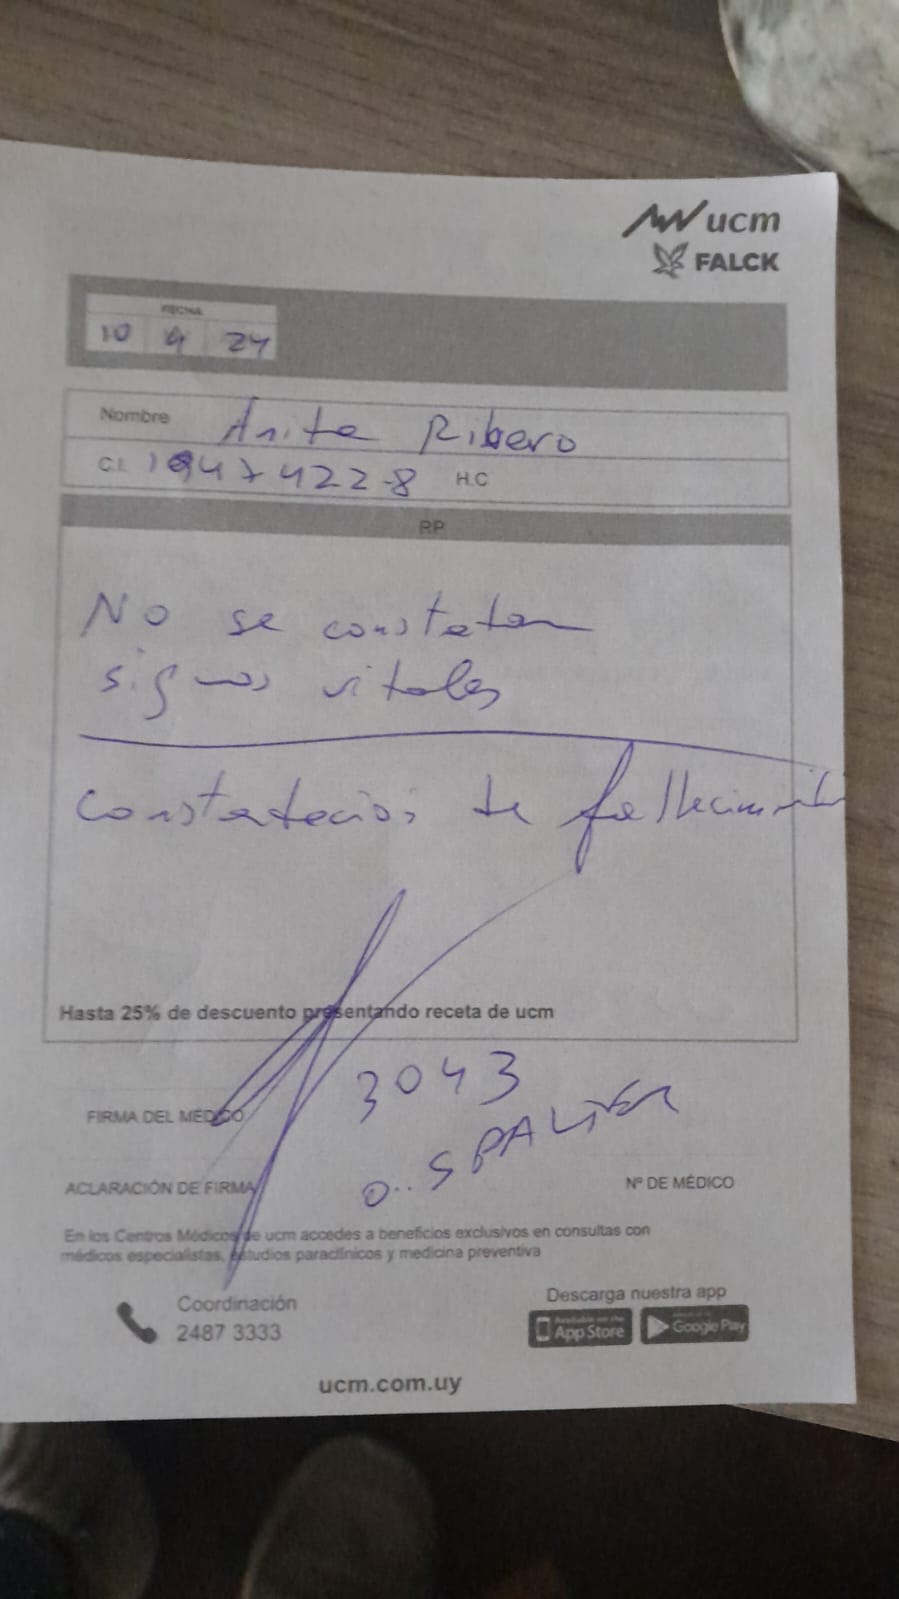 ucm
FALCK
FECHA
10 4 24
Nombre Anita Ribero
C.I. 1947422-8 H.C
RP
No se constatan
signos vitales
Constatación de fallecimiento
Hasta 25% de descuento presentando receta de ucm
3043
FIRMA DEL MÉDICO
O. SPALTER
ACLARACIÓN DE FIRMA
Nº DE MÉDICO
En los Centros Médicos de ucm accedes a beneficios exclusivos en consultas con
médicos especialistas, estudios paraclínicos y medicina preventiva
Coordinación
2487 3333
Descarga nuestra app
Available on the
App Store
Google Play
ucm.com.uy